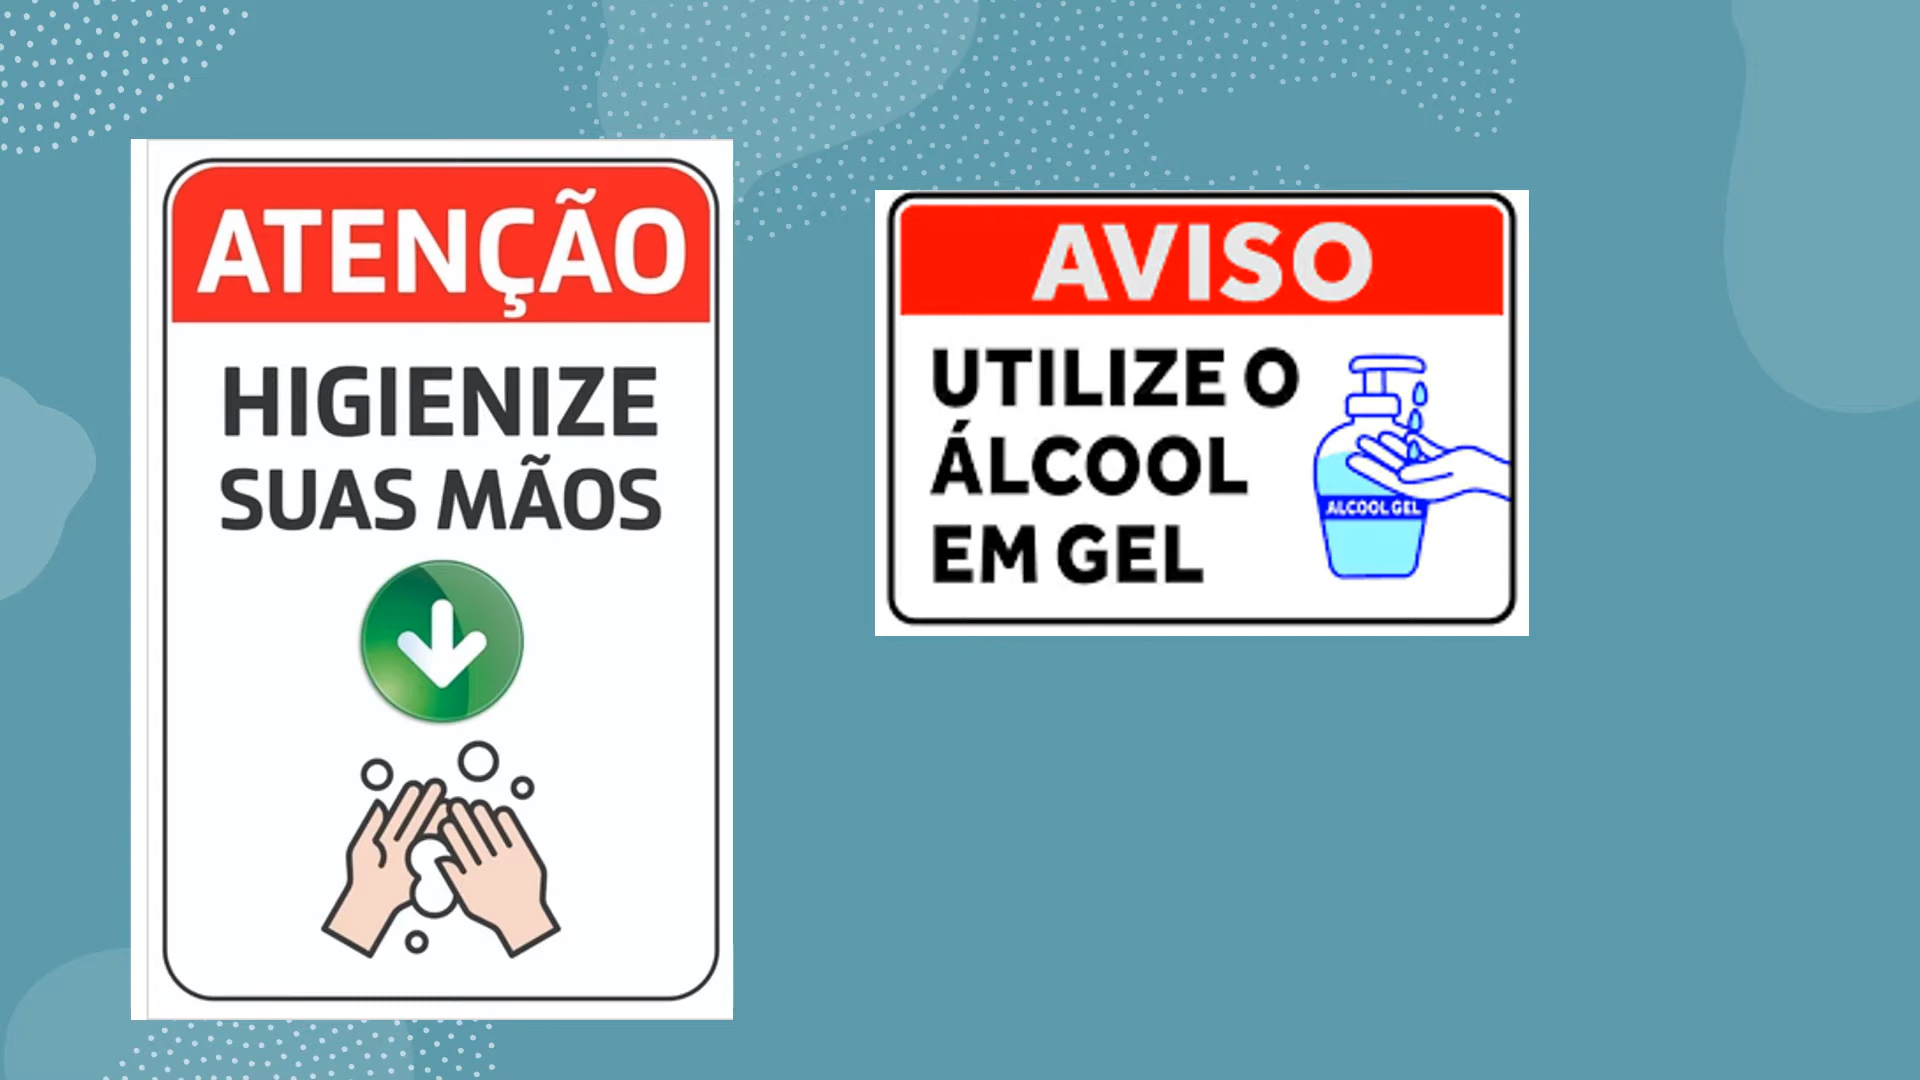 ATENÇÃO
HIGIENIZE
SUAS MÃOS
AVISO
UTILIZE O
ÁLCOOL
EM GEL
ALCOOL GEL